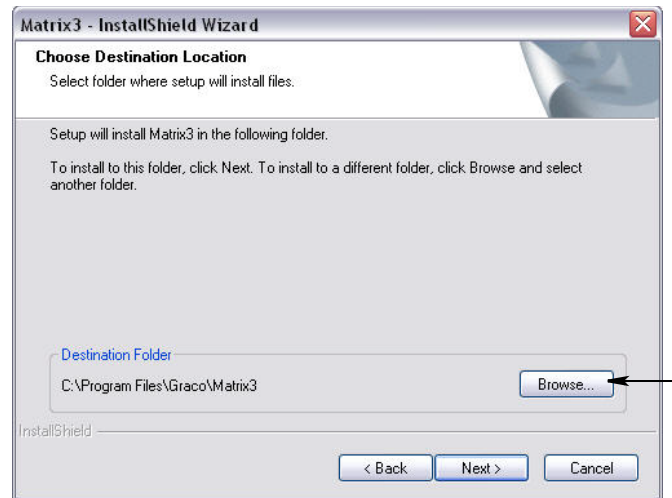 Matrix3 - InstallShield Wizard
Choose Destination Location
Select folder where setup will install files.
Setup will install Matrix3 in the following folder.
To install to this folder, click Next. To install to a different folder, click Browse and select
another folder.
Destination Folder
C:\Program Files\Graco\Matrix3
Browse...
InstallShield
< Back
Next >
Cancel